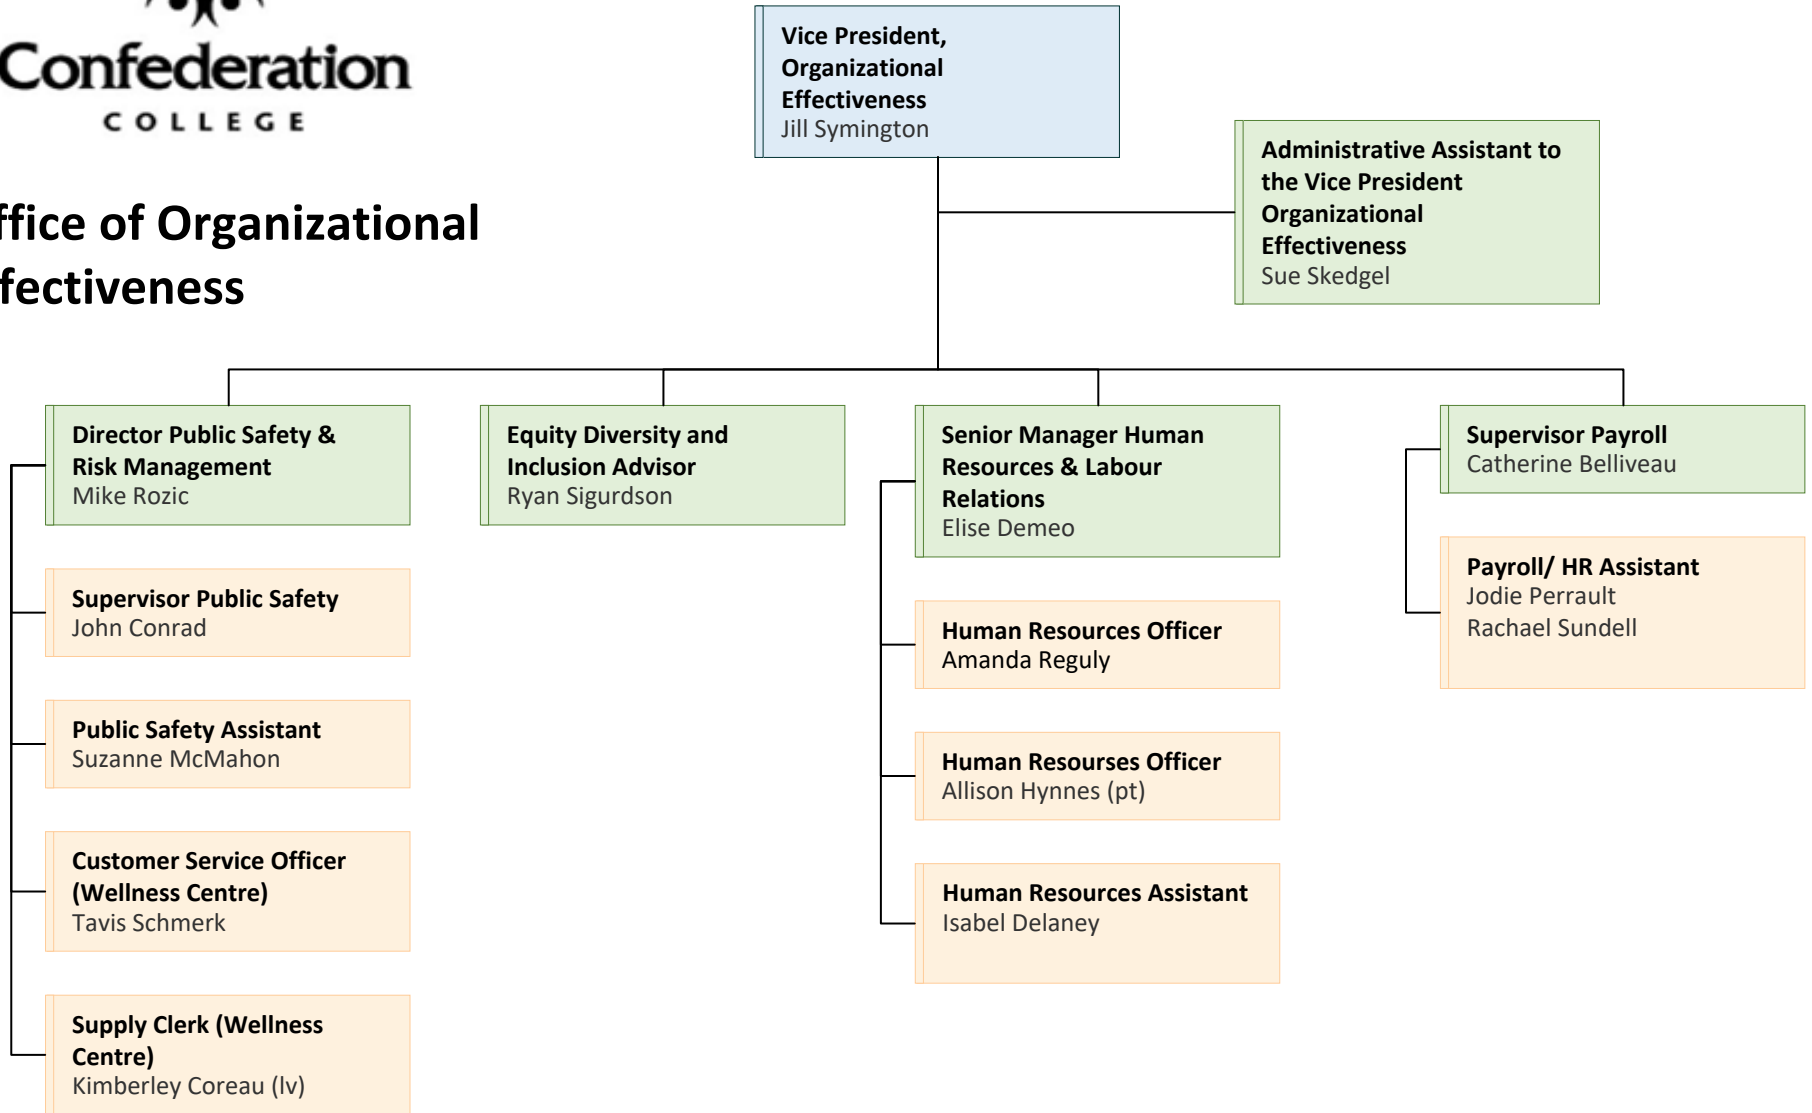 Confederation
COLLEGE
ffice of Organizational
fectiveness
Vice President,
Organizational
Effectiveness
Jill Symington
Administrative Assistant to
the Vice President
Organizational
Effectiveness
Sue Skedgel
Director Public Safety &
Risk Management
Mike Rozic
Supervisor Public Safety
John Conrad
Public Safety Assistant
Suzanne McMahon
Customer Service Officer
(Wellness Centre)
Tavis Schmerk
Supply Clerk (Wellness
Centre)
Kimberley Coreau (lv)
Equity Diversity and
Inclusion Advisor
Ryan Sigurdson
Senior Manager Human
Resources & Labour
Relations
Elise Demeo
Human Resources Officer
Amanda Reguly
Human Resourses Officer
Allison Hynnes (pt)
Human Resources Assistant
Isabel Delaney
Supervisor Payroll
Catherine Belliveau
Payroll/ HR Assistant
Jodie Perrault
Rachael Sundell